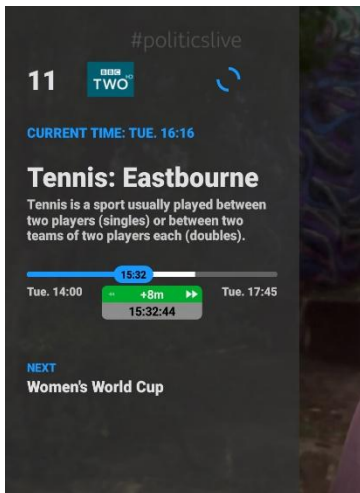 #politicslive
11
BBC
TWO HD
CURRENT TIME: TUE. 16:16
Tennis: Eastbourne
Tennis is a sport usually played between
two players (singles) or between two
teams of two players each (doubles).
15:32
Tue. 14:00
+8m
Tue. 17:45
15:32:44
NEXT
Women's World Cup